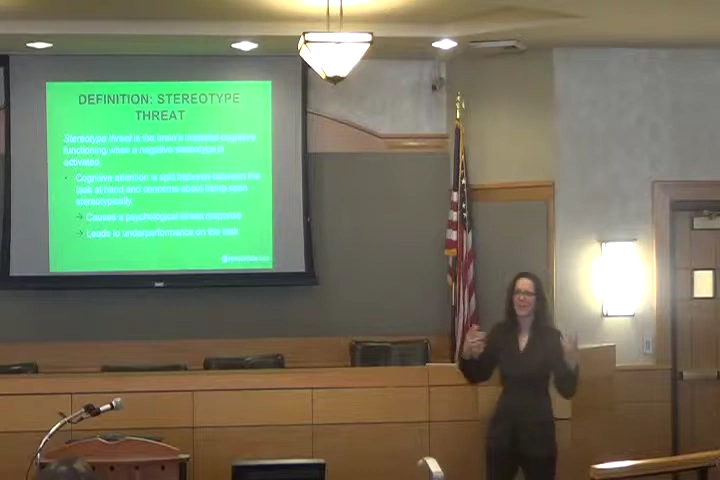 DEFINITION: STEREOTYPE
THREAT
Stereotype threat is the brain's impaired cognitive
functioning when a negative stereotype is
activated.
• Cognitive attention is split between between the
task at hand and concerns about being seen
stereotypically
→ Causes a psychological stress response
→ Leads to underperformance on the task